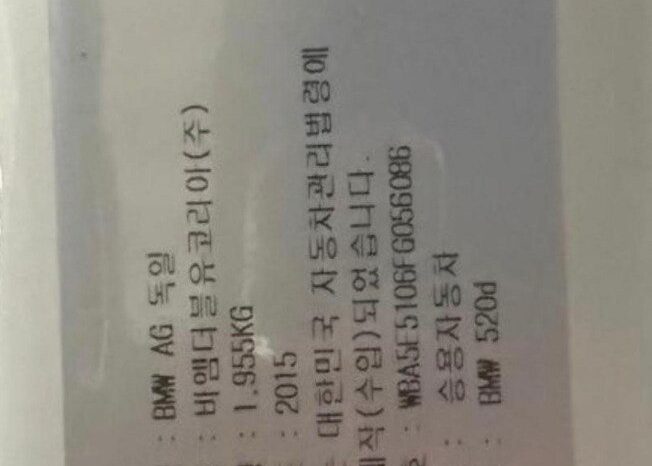 : BMW AG 독일
: 비엠더블유코리아(주)
: 1,955KG
: 2015
대한민국 자동차관리법령에
제작(수입)되었습니다.
: WBA5E5106FG056086
: 승용자동차
: BMW 520d